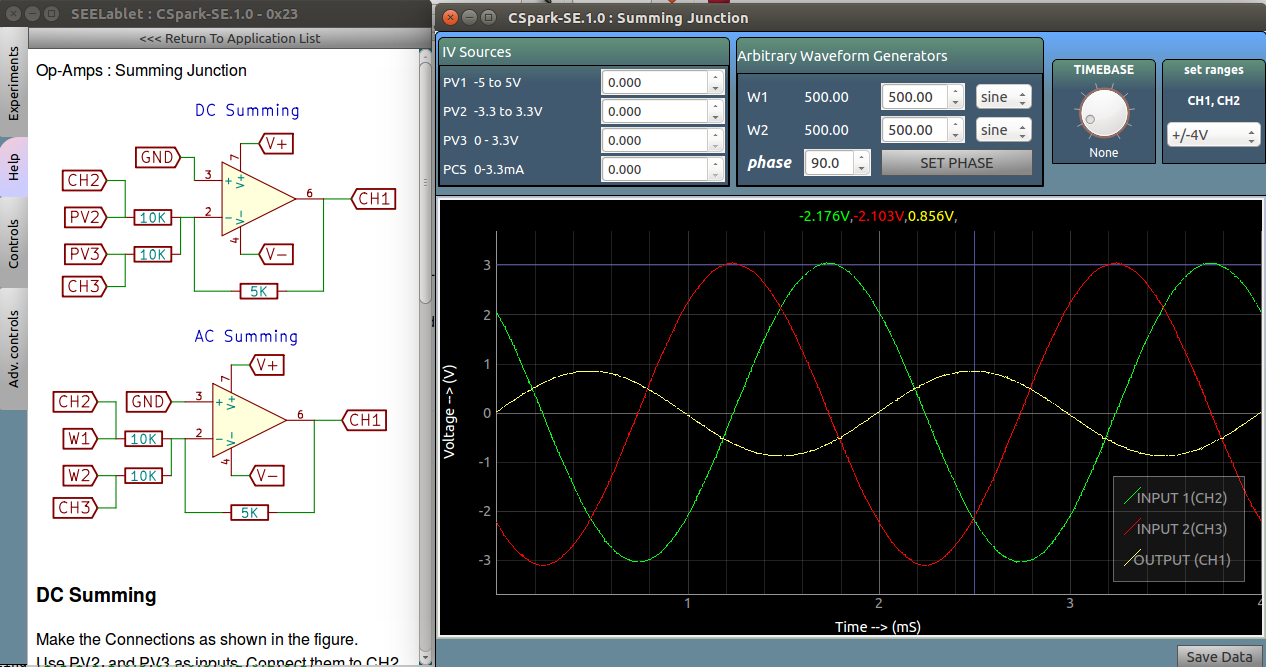 SEELablet : CSpark-SE.1.0 - 0x23
<<< Return To Application List
Experiments
Help
Controls
Adv. controls
Op-Amps : Summing Junction
DC Summing
V+
GND
7
CH2
3
+
V+
6
CH1
PV2
10K
2
−
V-
4
PV3
10K
V−
CH3
5K
AC Summing
V+
7
CH2
GND
3
+
V+
6
CH1
W1
10K
2
−
V-
4
W2
10K
V−
CH3
5K
DC Summing
Make the Connections as shown in the figure.
Use PV2 and PV3 as inputs. Connect them to CH2
CSpark-SE.1.0 : Summing Junction
IV Sources
PV1 -5 to 5V 0.000
PV2 -3.3 to 3.3V 0.000
PV3 0 - 3.3V 0.000
PCS 0-3.3mA 0.000
Arbitrary Waveform Generators
W1 500.00 500.00 sine
W2 500.00 500.00 sine
phase 90.0 SET PHASE
TIMEBASE
None
set ranges
CH1, CH2
+/-4V
-2.176V,-2.103V,0.856V,
3
2
1
0
-1
-2
-3
Voltage --> (V)
INPUT 1(CH2)
INPUT 2(CH3)
OUTPUT (CH1)
1 2 3 4
Time --> (mS)
Save Data